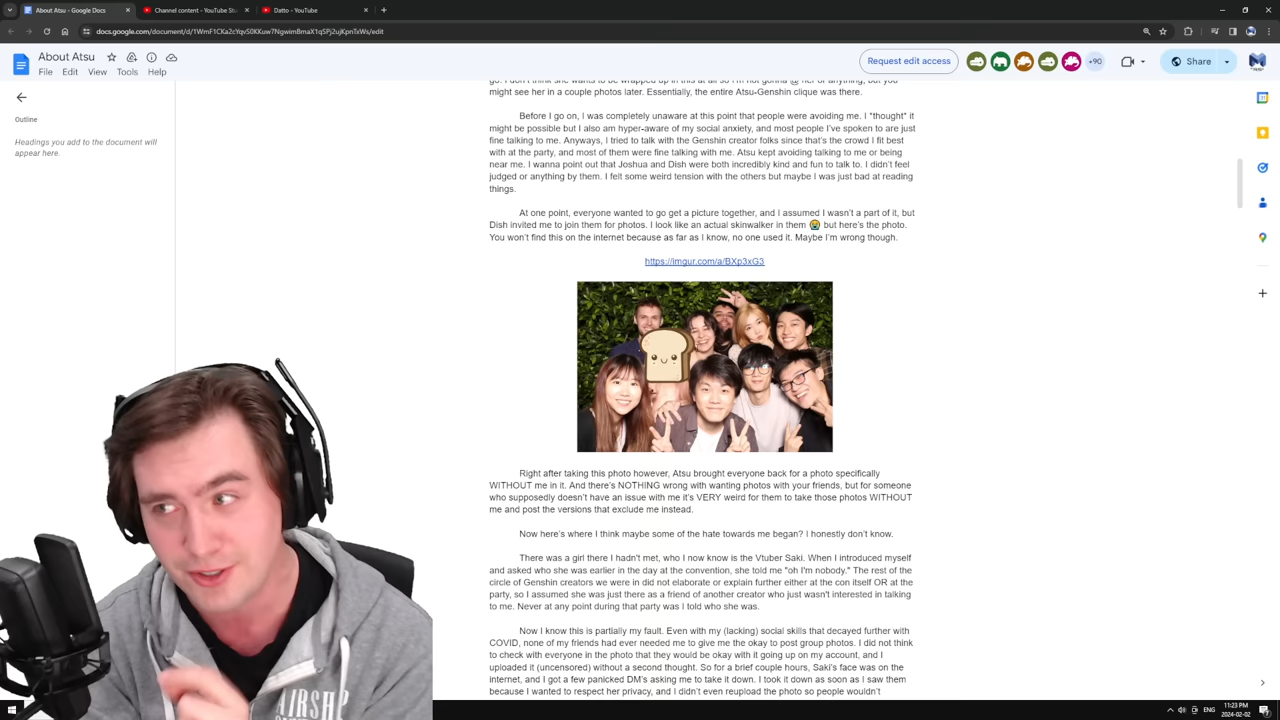 About Atsu - Google Docs
Channel content - YouTube St
Datto - YouTube
docs.google.com/document/d/1WmF1CKa2cYqvS0KKuw7NgwimBmaX1qSPj2ujKpnTxWs/edit
About Atsu
File Edit View Tools Help
Request edit access
+90
Share
Outline
Headings you add to the document will
appear here.
might see her in a couple photos later. Essentially, the entire Atsu-Genshin clique was there.
Before I go on, I was completely unaware at this point that people were avoiding me. I *thought* it
might be possible but I also am hyper-aware of my social anxiety, and most people I've spoken to are just
fine talking to me. Anyways, I tried to talk with the Genshin creator folks since that's the crowd I fit best
with at the party, and most of them were fine talking with me. Atsu kept avoiding talking to me or being
near me. I wanna point out that Joshua and Dish were both incredibly kind and fun to talk to. I didn't feel
judged or anything by them. I felt some weird tension with the others but maybe I was just bad at reading
things.
At one point, everyone wanted to go get a picture together, and I assumed I wasn't a part of it, but
Dish invited me to join them for photos. I look like an actual skinwalker in them 😭 but here's the photo.
You won't find this on the internet because as far as I know, no one used it. Maybe I'm wrong though.
https://imgur.com/a/BXp3xG3
Right after taking this photo however, Atsu brought everyone back for a photo specifically
WITHOUT me in it. And there's NOTHING wrong with wanting photos with your friends, but for someone
who supposedly doesn't have an issue with me it's VERY weird for them to take those photos WITHOUT
me and post the versions that exclude me instead.
Now here's where I think maybe some of the hate towards me began? I honestly don't know.
There was a girl there I hadn't met, who I now know is the Vtuber Saki. When I introduced myself
and asked who she was earlier in the day at the convention, she told me "oh I'm nobody." The rest of the
circle of Genshin creators we were in did not elaborate or explain further either at the con itself OR at the
party, so I assumed she was just there as a friend of another creator who just wasn't interested in talking
to me. Never at any point during that party was I told who she was.
Now I know this is partially my fault. Even with my (lacking) social skills that decayed further with
COVID, none of my friends had ever needed me to give me the okay to post group photos. I did not think
to check with everyone in the photo that they would be okay with it going up on my account, and I
uploaded it (uncensored) without a second thought. So for a brief couple hours, Saki's face was on the
internet, and I got a few panicked DM's asking me to take it down. I took it down as soon as I saw them
because I wanted to respect her privacy, and I didn't even reupload the photo so people wouldn't
AIRSHIP
ENG
11:23 PM
2024-02-02